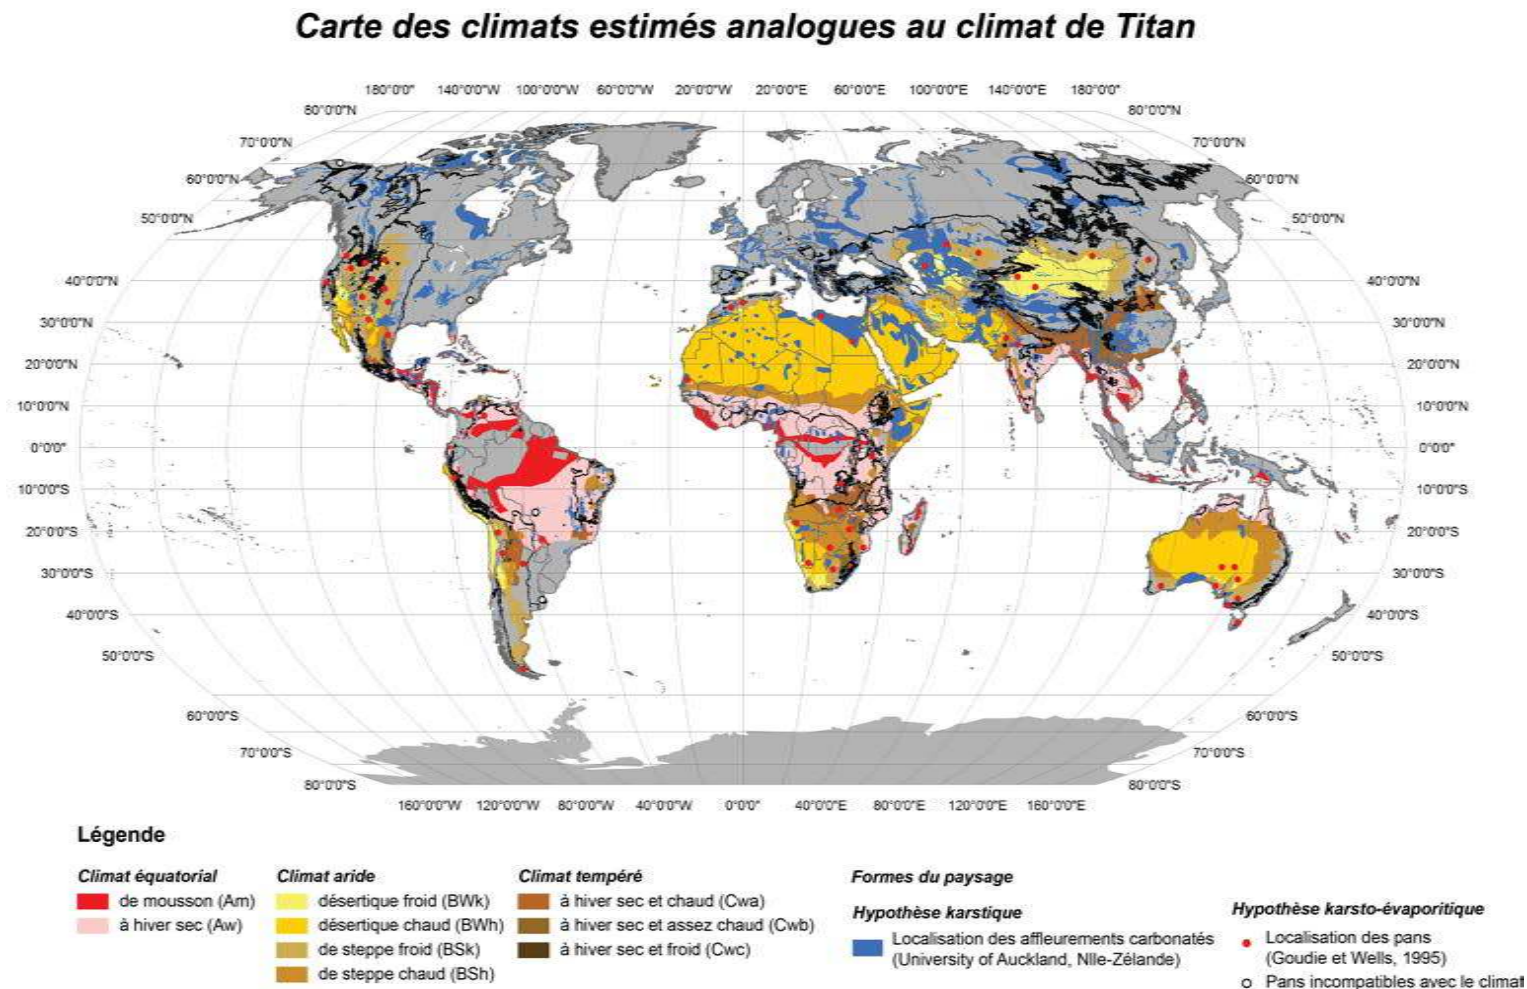 Carte des climats estimés analogues au climat de Titan
180°0'0" 140°0'0"W 100°0'0"W 60°0'0"W 20°0'0"W 20°0'0"E 60°0'0"E 100°0'0"E 140°0'0"E 180°0'0"
80°0'0"N 80°0'0"N
70°0'0"N 70°0'0"N
60°0'0"N 60°0'0"N
50°0'0"N 50°0'0"N
40°0'0"N 40°0'0"N
30°0'0"N 30°0'0"N
20°0'0"N 20°0'0"N
10°0'0"N 10°0'0"N
0°0'0" 0°0'0"
10°0'0"S 10°0'0"S
20°0'0"S 20°0'0"S
30°0'0"S 30°0'0"S
40°0'0"S 40°0'0"S
50°0'0"S 50°0'0"S
60°0'0"S 60°0'0"S
70°0'0"S 70°0'0"S
80°0'0"S 80°0'0"S
160°0'0"W 120°0'0"W 80°0'0"W 40°0'0"W 0°0'0" 40°0'0"E 80°0'0"E 120°0'0"E 160°0'0"E
Légende
Climat équatorial
de mousson (Am)
à hiver sec (Aw)
Climat aride
désertique froid (BWk)
désertique chaud (BWh)
de steppe froid (BSk)
de steppe chaud (BSh)
Climat tempéré
à hiver sec et chaud (Cwa)
à hiver sec et assez chaud (Cwb)
à hiver sec et froid (Cwc)
Formes du paysage
Hypothèse karstique
Localisation des affleurements carbonatés
(University of Auckland, Nlle-Zélande)
Hypothèse karsto-évaporitique
Localisation des pans
(Goudie et Wells, 1995)
Pans incompatibles avec le climat